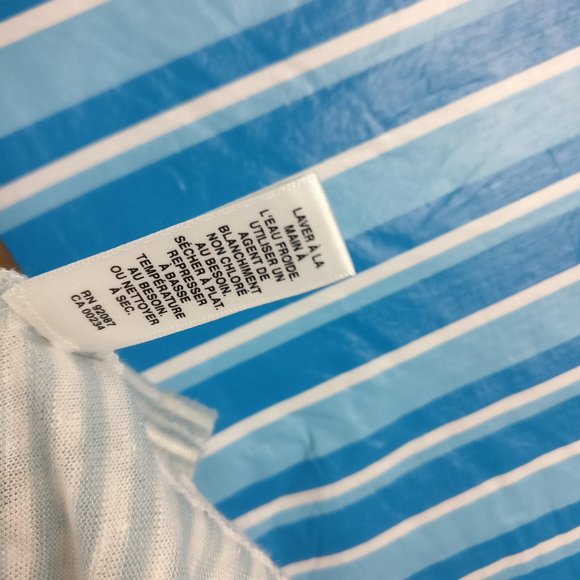 LAVER À LA
MAIN À
L'EAU FROIDE.
UTILISER UN
AGENT DE
BLANCHIMENT
NON CHLORÉ
AU BESOIN.
SÉCHER À PLAT.
REPRESSER
À BASSE
TEMPÉRATURE
AU BESOIN.
OU NETTOYER
À SEC.
RN 92087
CA 00234